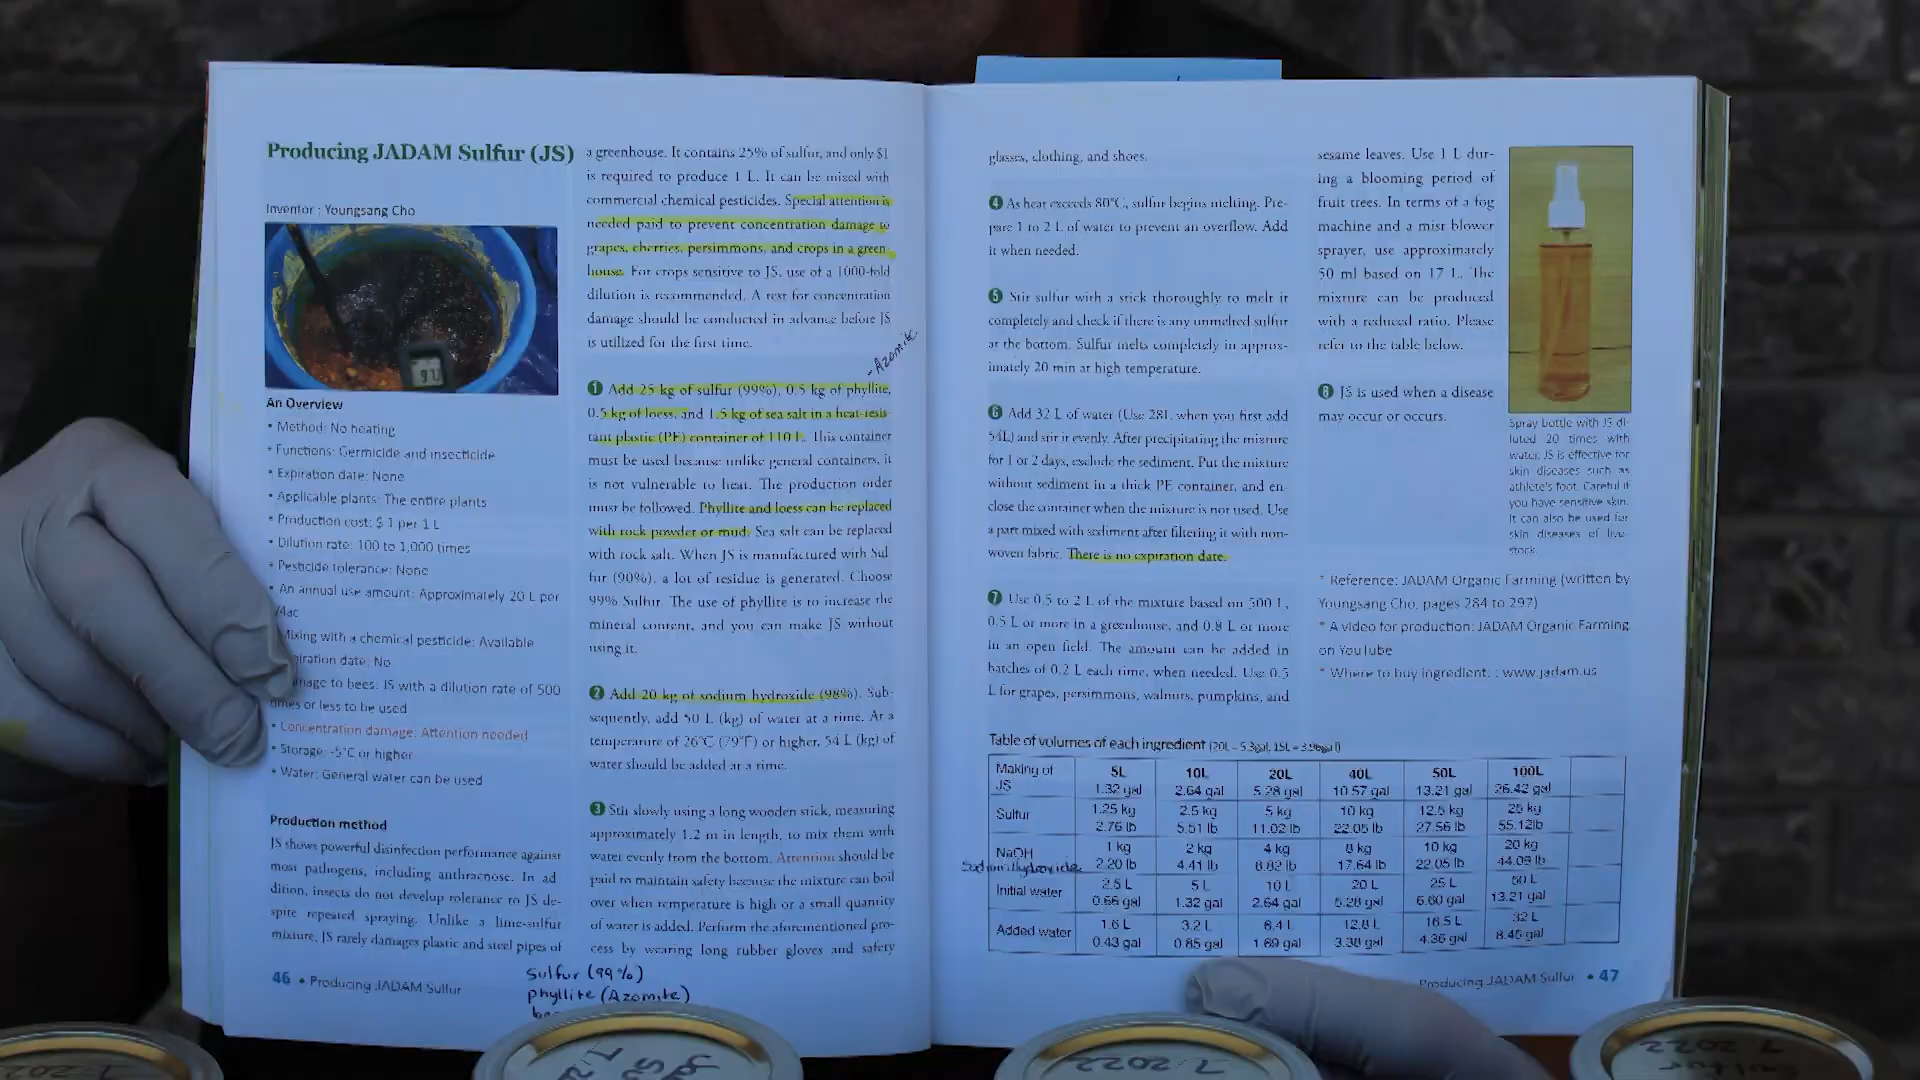 Producing JADAM Sulfur (JS)
Inventor : Youngsang Cho
91
An Overview
• Method: No heating
• Functions: Germicide and insecticide
• Expiration date: None
• Applicable plants: The entire plants
• Production cost: $ 1 per 1 L
• Dilution rate: 100 to 1,000 times
• Pesticide tolerance: None
• An annual use amount: Approximately 20 L per
/4ac
Mixing with a chemical pesticide: Available
piration date: No
mage to bees: JS with a dilution rate of 500
times or less to be used
• Concentration damage: Attention needed
• Storage: -5°C or higher
• Water: General water can be used
Production method
JS shows powerful disinfection performance against
most pathogens, including anthracnose. In ad
dition, insects do not develop tolerance to JS de-
spite repeated spraying. Unlike a lime-sulfur
mixture, JS rarely damages plastic and steel pipes of
46 • Producing JADAM Sulfur
a greenhouse. It contains 25% of sulfur, and only $1
is required to produce 1 L. It can be mixed with
commercial chemical pesticides. Special attention is
needed paid to prevent concentration damage to
grapes, cherries, persimmons, and crops in a green
house. For crops sensitive to JS, use of a 1000-fold
dilution is recommended. A test for concentration
damage should be conducted in advance before JS
is utilized for the first time.
- Azomite
1 Add 25 kg of sulfur (99%), 0.5 kg of phyllite,
0.5 kg of loess, and 1.5 kg of sea salt in a heat-resis
tant plastic (PE) container of 110 L. This container
must be used because unlike general containers, it
is not vulnerable to heat. The production order
must be followed. Phyllite and loess can be replaced
with rock powder or mud. Sea salt can be replaced
with rock salt. When JS is manufactured with Sul
fur (90%), a lot of residue is generated. Choose
99% Sulfur. The use of phyllite is to increase the
mineral content, and you can make JS without
using it.
2 Add 20 kg of sodium hydroxide (98%). Sub-
sequently, add 50 L (kg) of water at a time. At a
temperature of 26°C (79°F) or higher, 54 L (kg) of
water should be added at a time.
3 Stir slowly using a long wooden stick, measuring
approximately 1.2 m in length, to mix them with
water evenly from the bottom. Attention should be
paid to maintain safety because the mixture can boil
over when temperature is high or a small quantity
of water is added. Perform the aforementioned pro-
cess by wearing long rubber gloves and safety
Sulfur (99%)
phyllite (Azomite)
glasses, clothing, and shoes.
4 As heat exceeds 80°C, sulfur begins melting. Pre-
pare 1 to 2 L of water to prevent an overflow. Add
it when needed.
5 Stir sulfur with a stick thoroughly to melt it
completely and check if there is any unmelted sulfur
at the bottom. Sulfur melts completely in approx-
imately 20 min at high temperature.
6 Add 32 L of water (Use 28L when you first add
54L) and stir it evenly. After precipitating the mixture
for 1 or 2 days, exclude the sediment. Put the mixture
without sediment in a thick PE container, and en-
close the container when the mixture is not used. Use
a part mixed with sediment after filtering it with non-
woven fabric. There is no expiration date.
7 Use 0.5 to 2 L of the mixture based on 500 L,
0.5 L or more in a greenhouse, and 0.8 L or more
in an open field. The amount can be added in
batches of 0.2 L each time, when needed. Use 0.5
L for grapes, persimmons, walnuts, pumpkins, and
sesame leaves. Use 1 L dur-
ing a blooming period of
fruit trees. In terms of a fog
machine and a mist blower
sprayer, use approximately
50 ml based on 17 L. The
mixture can be produced
with a reduced ratio. Please
refer to the table below.
8 JS is used when a disease
may occur or occurs.
Spray bottle with JS di-
luted 20 times with
water. JS is effective for
skin diseases such as
athlete's foot. Careful if
you have sensitive skin.
It can also be used for
skin diseases of live-
stock.
* Reference: JADAM Organic Farming (written by
Youngsang Cho, pages 284 to 297)
* A video for production: JADAM Organic Farming
on YouTube
* Where to buy ingredient: : www.jadam.us
Table of volumes of each ingredient (20L = 5.3gal, 15L = 3.96gal)
Making of JS 5L 10L 20L 40L 50L 100L
1.32 gal 2.64 gal 5.28 gal 10.57 gal 13.21 gal 26.42 gal
Sulfur 1.25 kg 2.5 kg 5 kg 10 kg 12.5 kg 25 kg
2.76 lb 5.51 lb 11.02 lb 22.05 lb 27.56 lb 55.12lb
NaOH 1 kg 2 kg 4 kg 8 kg 10 kg 20 kg
Sodium Hydroxide 2.20 lb 4.41 lb 8.82 lb 17.64 lb 22.05 lb 44.09 lb
Initial water 2.5 L 5 L 10 L 20 L 25 L 50 L
0.66 gal 1.32 gal 2.64 gal 5.28 gal 6.60 gal 13.21 gal
Added water 1.6 L 3.2 L 6.4 L 12.8 L 16.5 L 32 L
0.43 gal 0.85 gal 1.69 gal 3.38 gal 4.36 gal 8.45 gal
Producing JADAM Sulfur • 47
7 2022
7 2022